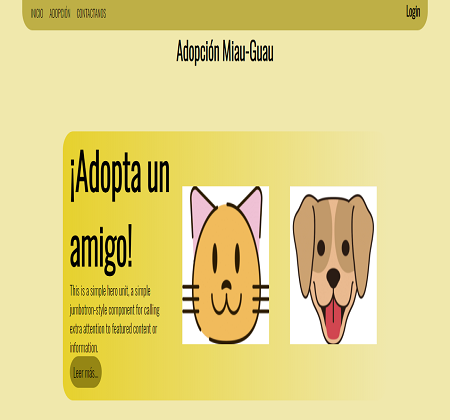 INICIO ADOPCIÓN CONTACTANOS Login
Adopción Miau-Guau
¡Adopta un
amigo!
This is a simple hero unit, a simple
jumbotron-style component for calling
extra attention to featured content or
information.
Leer más...